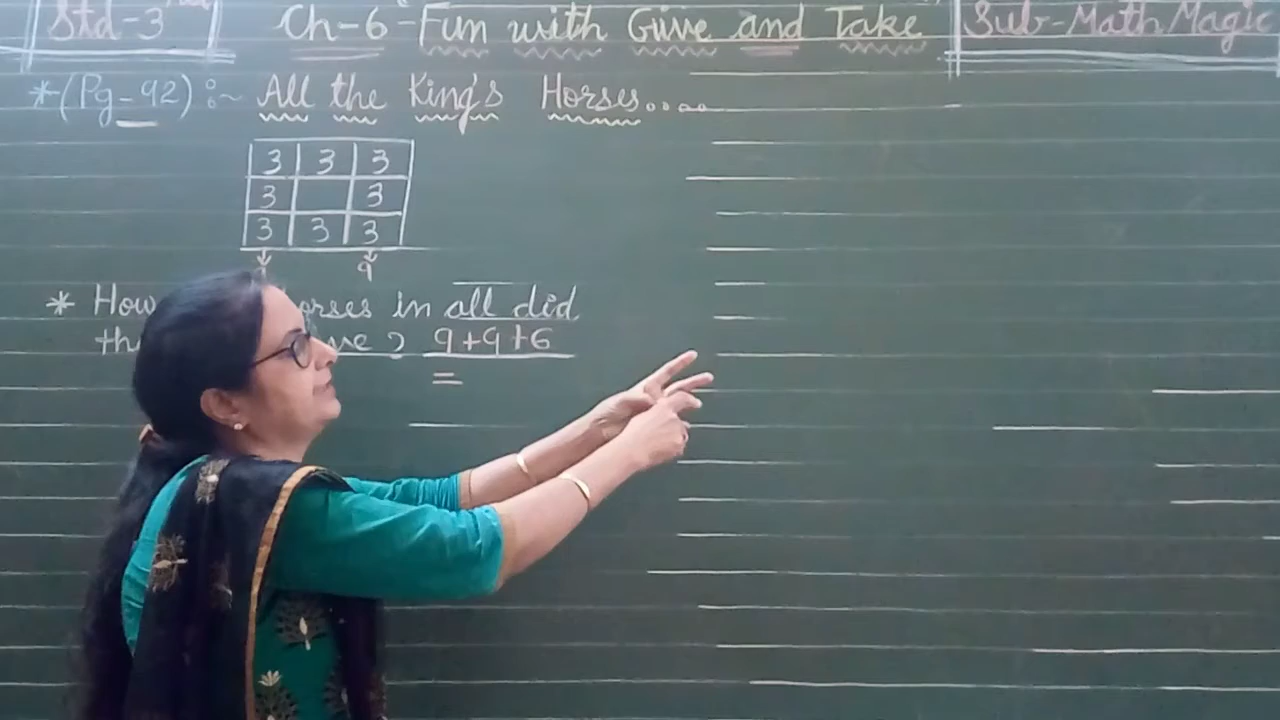 Std-3
Ch-6 - Fun with Give and Take
Sub-Math Magic
*(Pg-92):~ All the King's Horses....
3 3 3
3 3
3 3 3
9
* How in all did
9+9+6
=